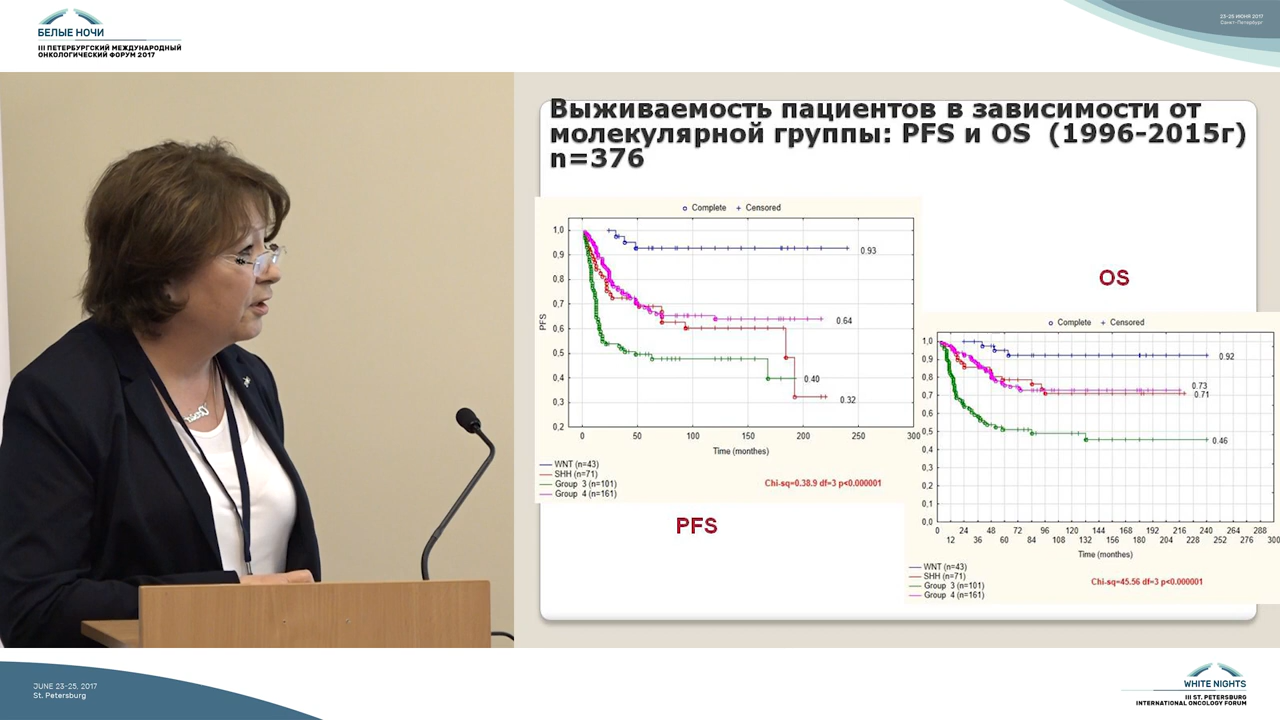 БЕЛЫЕ НОЧИ
III ПЕТЕРБУРГСКИЙ МЕЖДУНАРОДНЫЙ
ОНКОЛОГИЧЕСКИЙ ФОРУМ 2017
23-25 ИЮНЯ 2017
Санкт-Петербург
Выживаемость пациентов в зависимости от
молекулярной группы: PFS и OS (1996-2015г)
n=376
Complete Censored
1,0
0,9
0,8
0,7
0,6
0,5
0,4
0,3
0,2
PFS
0.93
0.64
0.40
0.32
0 50 100 150 200 250 300
Time (monthes)
WNT (n=43)
SHH (n=71)
Group 3 (n=101)
Group 4 (n=161)
Chi-sq=0.38.9 df=3 p<0.000001
PFS
OS
Complete Censored
1,0
0,9
0,8
0,7
0,6
0,5
0,4
0,3
0,2
0,1
0,0
0.92
0.73
0.71
0.46
0 24 48 72 96 120 144 168 192 216 240 264 288
12 36 60 84 108 132 156 180 204 228 252 276 300
Time (monthes)
WNT (n=43)
SHH (n=71)
Group 3 (n=101)
Group 4 (n=161)
Chi-sq=45.56 df=3 p<0.000001
JUNE 23-25, 2017
St. Petersburg
WHITE NIGHTS
III ST. PETERSBURG
INTERNATIONAL ONCOLOGY FORUM